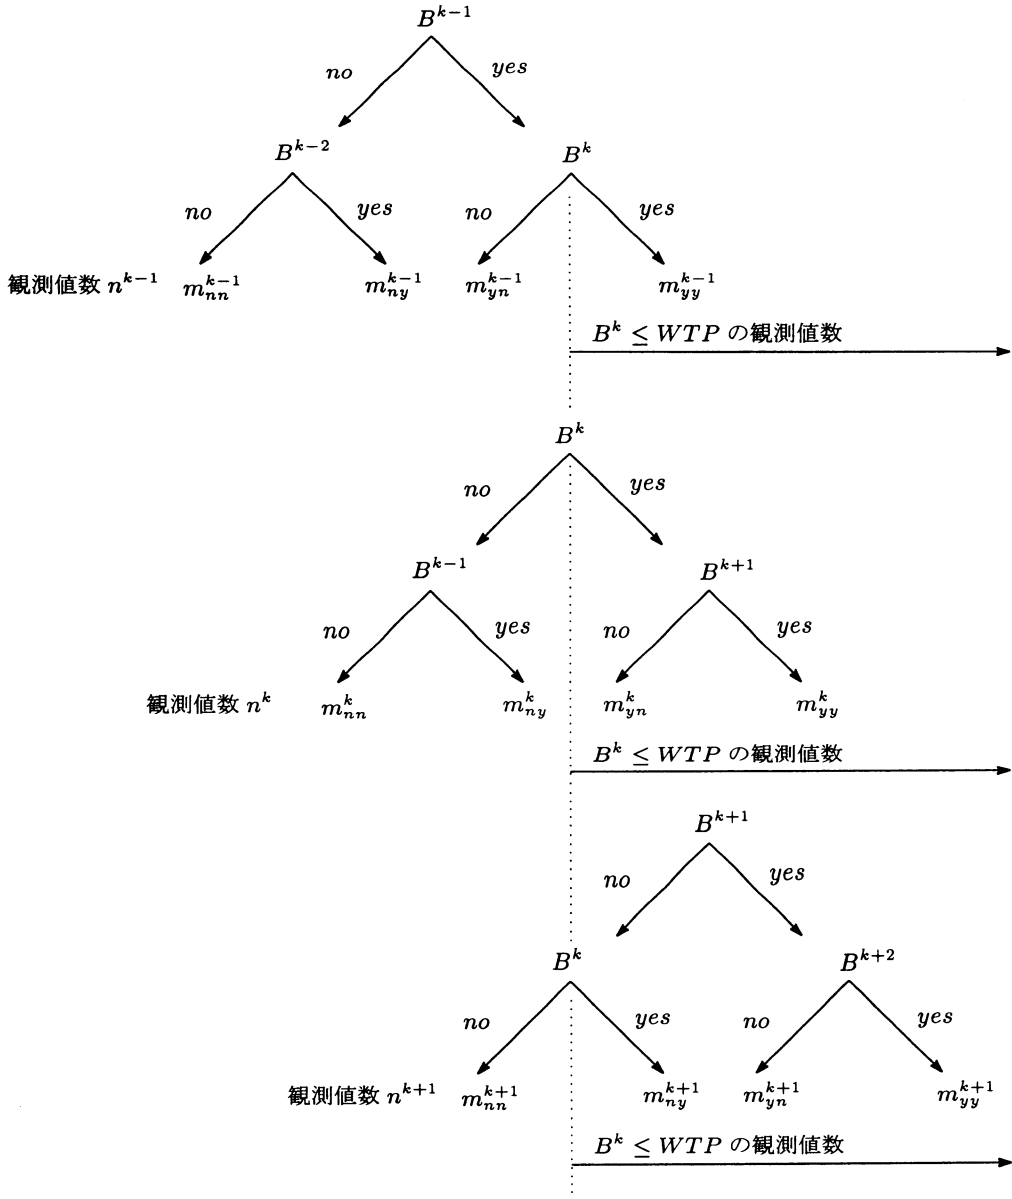 B^{k-1}
no yes
B^{k-2} B^{k}
no yes no yes
観測値数 n^{k-1} m_{nn}^{k-1} m_{ny}^{k-1} m_{yn}^{k-1} m_{yy}^{k-1}
B^{k} ≤ WTP の観測値数
B^{k}
no yes
B^{k-1} B^{k+1}
no yes no yes
観測値数 n^{k} m_{nn}^{k} m_{ny}^{k} m_{yn}^{k} m_{yy}^{k}
B^{k} ≤ WTP の観測値数
B^{k+1}
no yes
B^{k} B^{k+2}
no yes no yes
観測値数 n^{k+1} m_{nn}^{k+1} m_{ny}^{k+1} m_{yn}^{k+1} m_{yy}^{k+1}
B^{k} ≤ WTP の観測値数